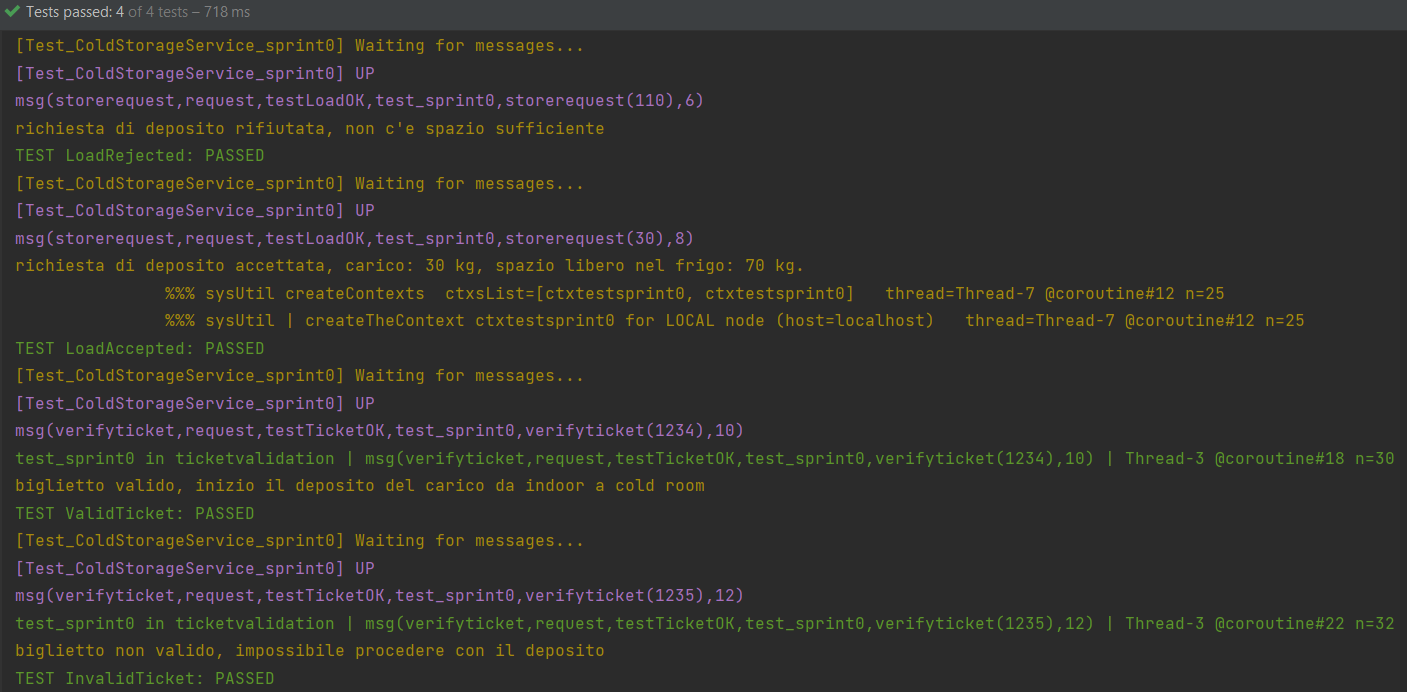 Tests passed: 4 of 4 tests – 718 ms
[Test_ColdStorageService_sprint0] Waiting for messages...
[Test_ColdStorageService_sprint0] UP
msg(storerequest,request,testLoadOK,test_sprint0,storerequest(110),6)
richiesta di deposito rifiutata, non c'e spazio sufficiente
TEST LoadRejected: PASSED
[Test_ColdStorageService_sprint0] Waiting for messages...
[Test_ColdStorageService_sprint0] UP
msg(storerequest,request,testLoadOK,test_sprint0,storerequest(30),8)
richiesta di deposito accettata, carico: 30 kg, spazio libero nel frigo: 70 kg.
%%% sysUtil createContexts  ctxsList=[ctxtestsprint0, ctxtsprint0]   thread=Thread-7 @coroutine#12 n=25
%%% sysUtil | createTheContext ctxtestsprint0 for LOCAL node (host=localhost)   thread=Thread-7 @coroutine#12 n=25
TEST LoadAccepted: PASSED
[Test_ColdStorageService_sprint0] Waiting for messages...
[Test_ColdStorageService_sprint0] UP
msg(verifyticket,request,testTicketOK,test_sprint0,verifyticket(1234),10)
test_sprint0 in ticketvalidation | msg(verifyticket,request,testTicketOK,test_sprint0,verifyticket(1234),10) | Thread-3 @coroutine#18 n=30
biglietto valido, inizio il deposito del carico da indoor a cold room
TEST ValidTicket: PASSED
[Test_ColdStorageService_sprint0] Waiting for messages...
[Test_ColdStorageService_sprint0] UP
msg(verifyticket,request,testTicketOK,test_sprint0,verifyticket(1235),12)
test_sprint0 in ticketvalidation | msg(verifyticket,request,testTicketOK,test_sprint0,verifyticket(1235),12) | Thread-3 @coroutine#22 n=32
biglietto non valido, impossibile procedere con il deposito
TEST InvalidTicket: PASSED